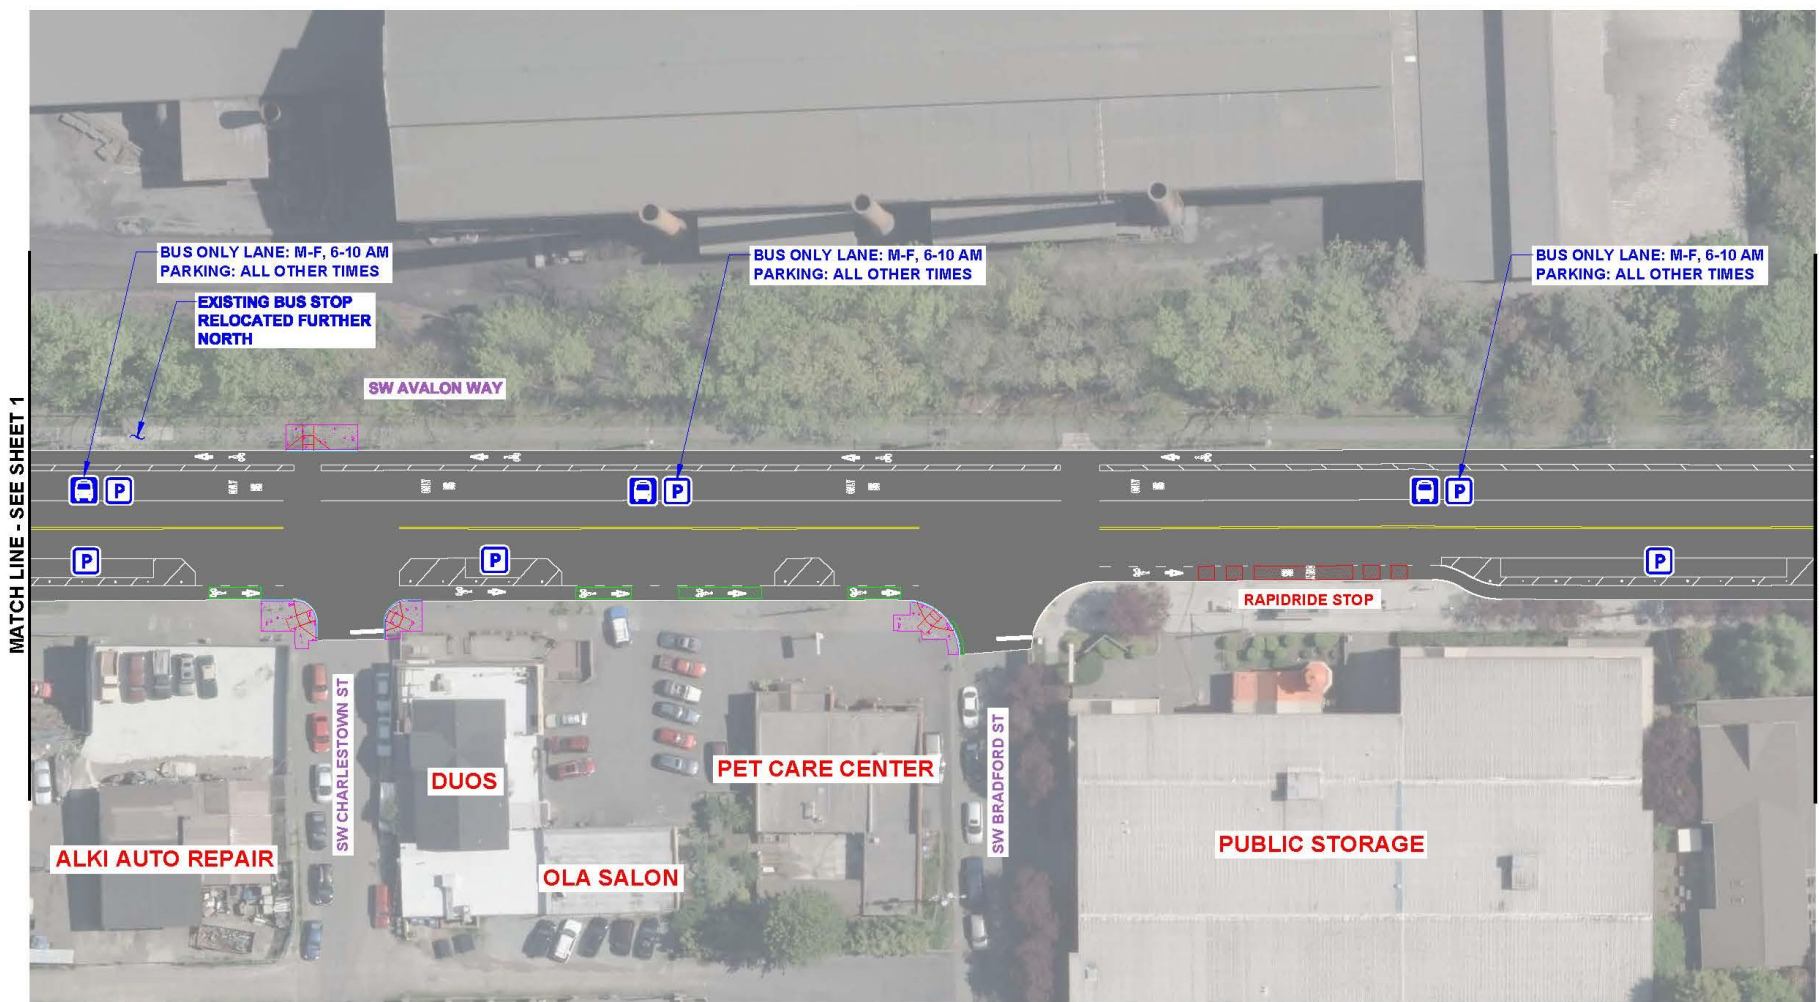 BUS ONLY LANE: M-F, 6-10 AM
PARKING: ALL OTHER TIMES
BUS ONLY LANE: M-F, 6-10 AM
PARKING: ALL OTHER TIMES
BUS ONLY LANE: M-F, 6-10 AM
PARKING: ALL OTHER TIMES
EXISTING BUS STOP
RELOCATED FURTHER
NORTH
SW AVALON WAY
MATCH LINE - SEE SHEET 1
P
P
P
P
P
P
RAPIDRIDE STOP
SW CHARLESTOWN ST
SW BRADFORD ST
DUOS
PET CARE CENTER
ALKI AUTO REPAIR
OLA SALON
PUBLIC STORAGE